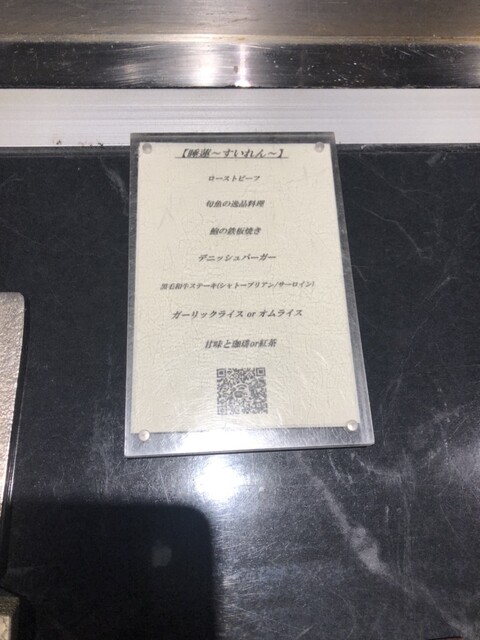 【睡蓮～すいれん～】
ローストビーフ
旬魚の逸品料理
鮑の鉄板焼き
デニッシュバーガー
黒毛和牛ステーキ(シャトーブリアン/サーロイン)
ガーリックライス or オムライス
甘味と珈琲or紅茶